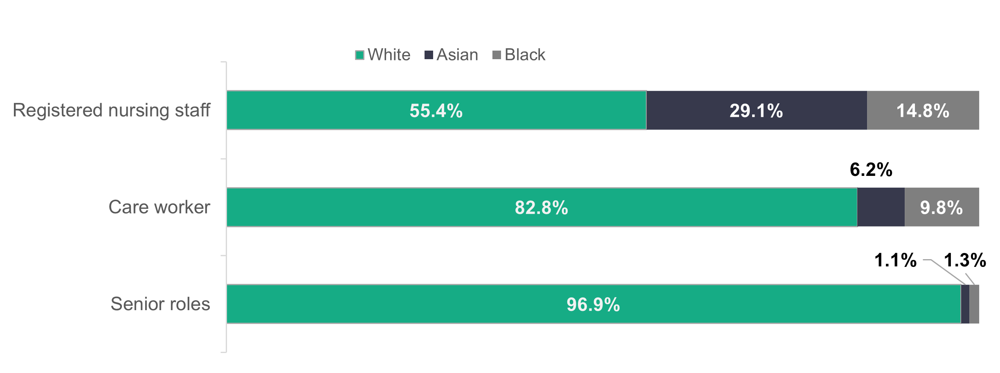 White Asian Black
Registered nursing staff 55.4% 29.1% 14.8%
6.2%
Care worker 82.8% 9.8%
1.1% 1.3%
Senior roles 96.9%